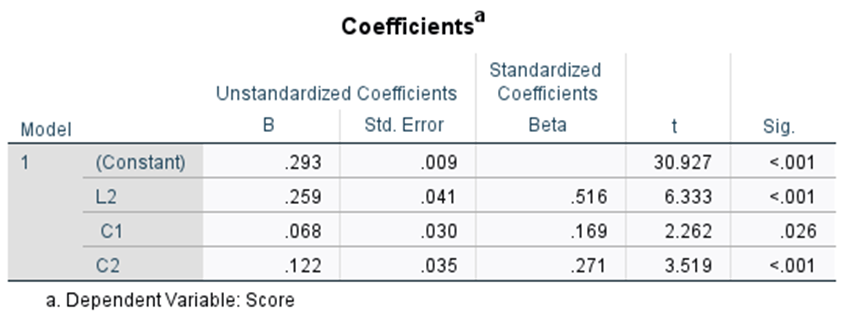 Coefficientsa
Unstandardized Coefficients Standardized Coefficients
Model B Std. Error Beta t Sig.
1 (Constant) .293 .009 30.927 <.001
L2 .259 .041 .516 6.333 <.001
C1 .068 .030 .169 2.262 .026
C2 .122 .035 .271 3.519 <.001
a. Dependent Variable: Score